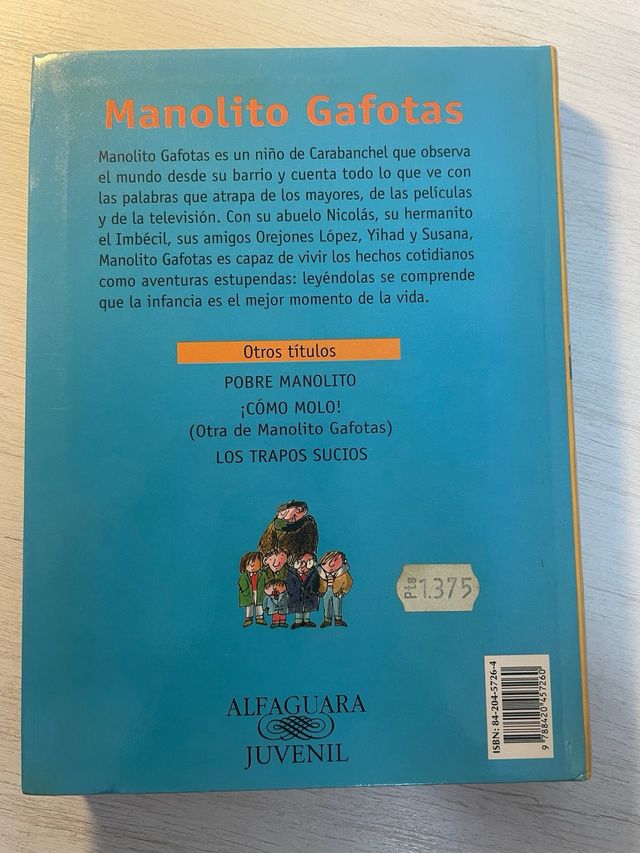 Manolito Gafotas
Manolito Gafotas es un niño de Carabanchel que observa
el mundo desde su barrio y cuenta todo lo que ve con
las palabras que atrapa de los mayores, de las películas
y de la televisión. Con su abuelo Nicolás, su hermanito
el Imbécil, sus amigos Orejones López, Yihad y Susana,
Manolito Gafotas es capaz de vivir los hechos cotidianos
como aventuras estupendas: leyéndolas se comprende
que la infancia es el mejor momento de la vida.
Otros títulos
POBRE MANOLITO
¡CÓMO MOLO!
(Otra de Manolito Gafotas)
LOS TRAPOS SUCIOS
Pts 1.375
ALFAGUARA
JUVENIL
ISBN: 84-204-5726-4
9 788420 457260